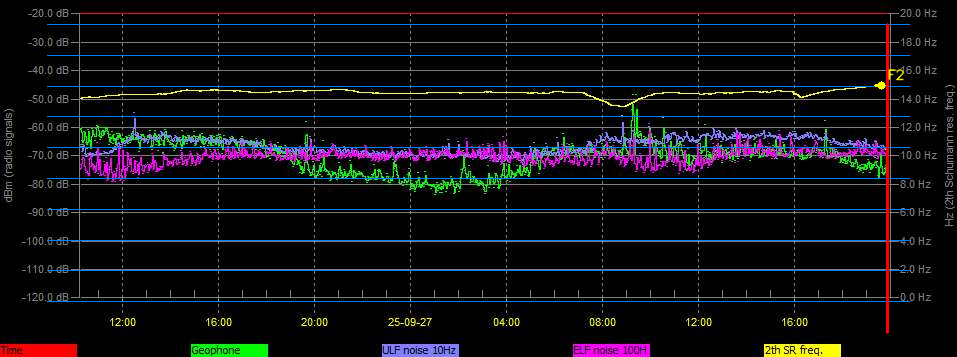 -20.0 dB 20.0 Hz
-30.0 dB 18.0 Hz
-40.0 dB 16.0 Hz
F2
-50.0 dB 14.0 Hz
-60.0 dB 12.0 Hz
-70.0 dB 10.0 Hz
-80.0 dB 8.0 Hz
-90.0 dB 6.0 Hz
-100.0 dB 4.0 Hz
-110.0 dB 2.0 Hz
-120.0 dB 0.0 Hz
dBm (radio signals)
Hz (2th Schumann res. freq.)
12:00 16:00 20:00 25-09-27 04:00 08:00 12:00 16:00
Time Geophone ULF noise 10Hz ELF noise 100H 2th SR freq.